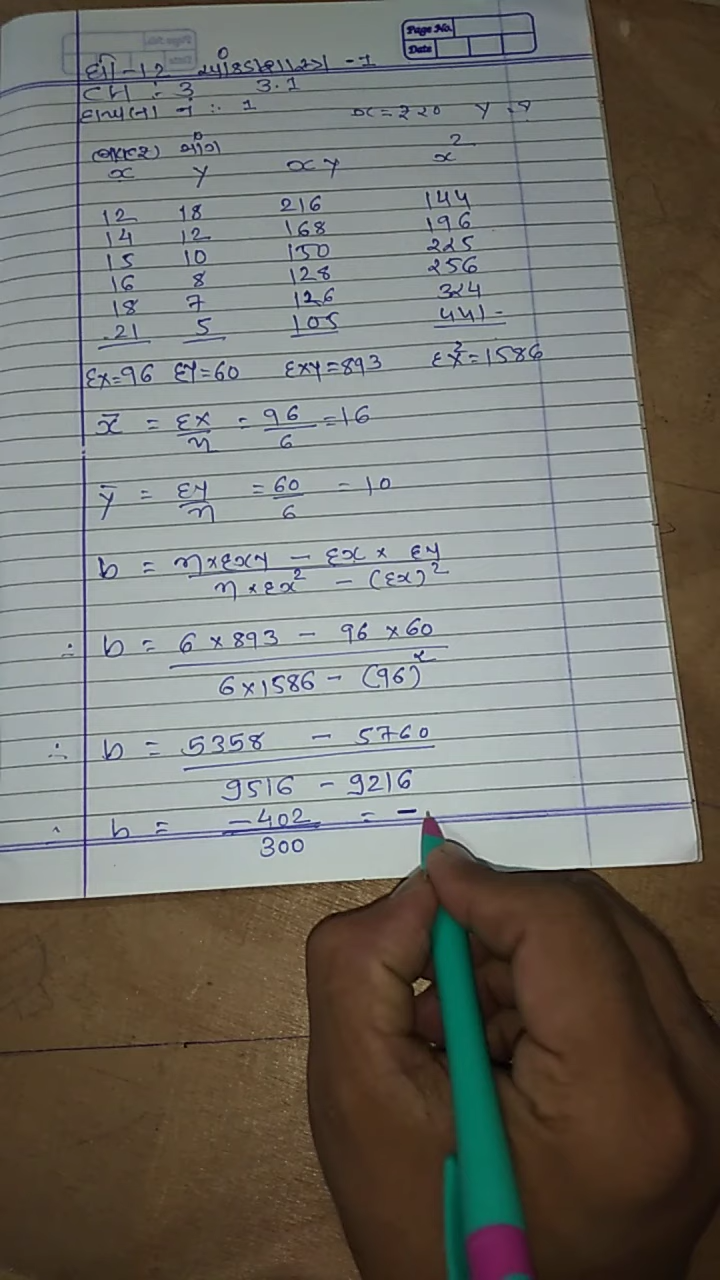 Page No.
Date
ધો - 12 આંકડાશાસ્ત્ર - 1
CH : 3 3.1
દાખલા નં : 1 x = ₹ 20 y = ?
x y xy x²
12 18 216 144
14 12 168 196
15 10 150 225
16 8 128 256
18 7 126 324
21 5 105 441
Σx=96 Σy=60 Σxy=893 Σx²=1586
x̄ = Σx/n = 96/6 = 16
ȳ = Σy/n = 60/6 = 10
b = n×Σxy - Σx × Σy / n×Σx² - (Σx)²
∴ b = 6×893 - 96×60 / 6×1586 - (96)²
∴ b = 5358 - 5760 / 9516 - 9216
∴ b = -402 / 300 = -